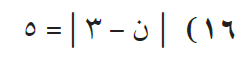 ١٦) | ن – ٣ | = ٥